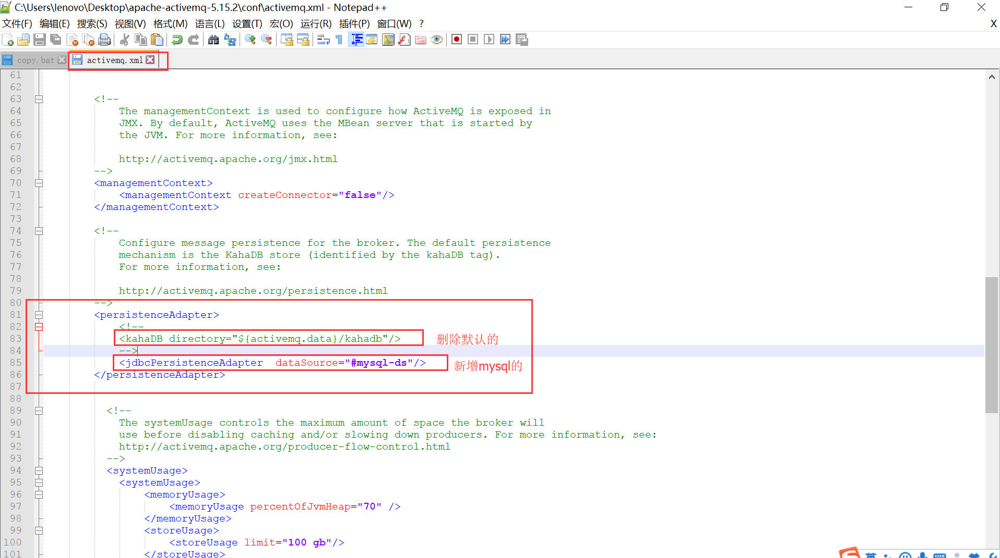 C:\Users\lenovo\Desktop\apache-activemq-5.15.2\conf\activemq.xml - Notepad++
文件(F) 编辑(E) 搜索(S) 视图(V) 格式(M) 语言(L) 设置(T) 宏(O) 运行(R) 插件(P) 窗口(W) ? X
copy.bat activemq.xml
61
62
63 <!--
64 The managementContext is used to configure how ActiveMQ is exposed in
65 JMX. By default, ActiveMQ uses the MBean server that is started by
66 the JVM. For more information, see:
67
68 http://activemq.apache.org/jmx.html
69 -->
70 <managementContext>
71 <managementContext createConnector="false"/>
72 </managementContext>
73
74 <!--
75 Configure message persistence for the broker. The default persistence
76 mechanism is the KahaDB store (identified by the kahaDB tag).
77 For more information, see:
78
79 http://activemq.apache.org/persistence.html
80 -->
81 <persistenceAdapter>
82 <!--
83 <kahaDB directory="${activemq.data}/kahadb"/> 删除默认的
84 -->
85 <jdbcPersistenceAdapter  dataSource="#mysql-ds"/> 新增mysql的
86 </persistenceAdapter>
87
88
89 <!--
90 The systemUsage controls the maximum amount of space the broker will
91 use before disabling caching and/or slowing down producers. For more information, see:
92 http://activemq.apache.org/producer-flow-control.html
93 -->
94 <systemUsage>
95 <systemUsage>
96 <memoryUsage>
97 <memoryUsage percentOfJvmHeap="70" />
98 </memoryUsage>
99 <storeUsage>
100 <storeUsage limit="100 gb"/>
101 </storeUsage>
英